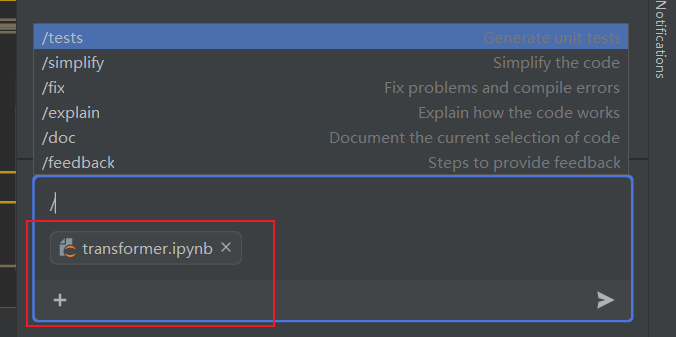 /tests Generate unit tests
/simplify Simplify the code
/fix Fix problems and compile errors
/explain Explain how the code works
/doc Document the current selection of code
/feedback Steps to provide feedback
/
transformer.ipynb ×
+
Notifications